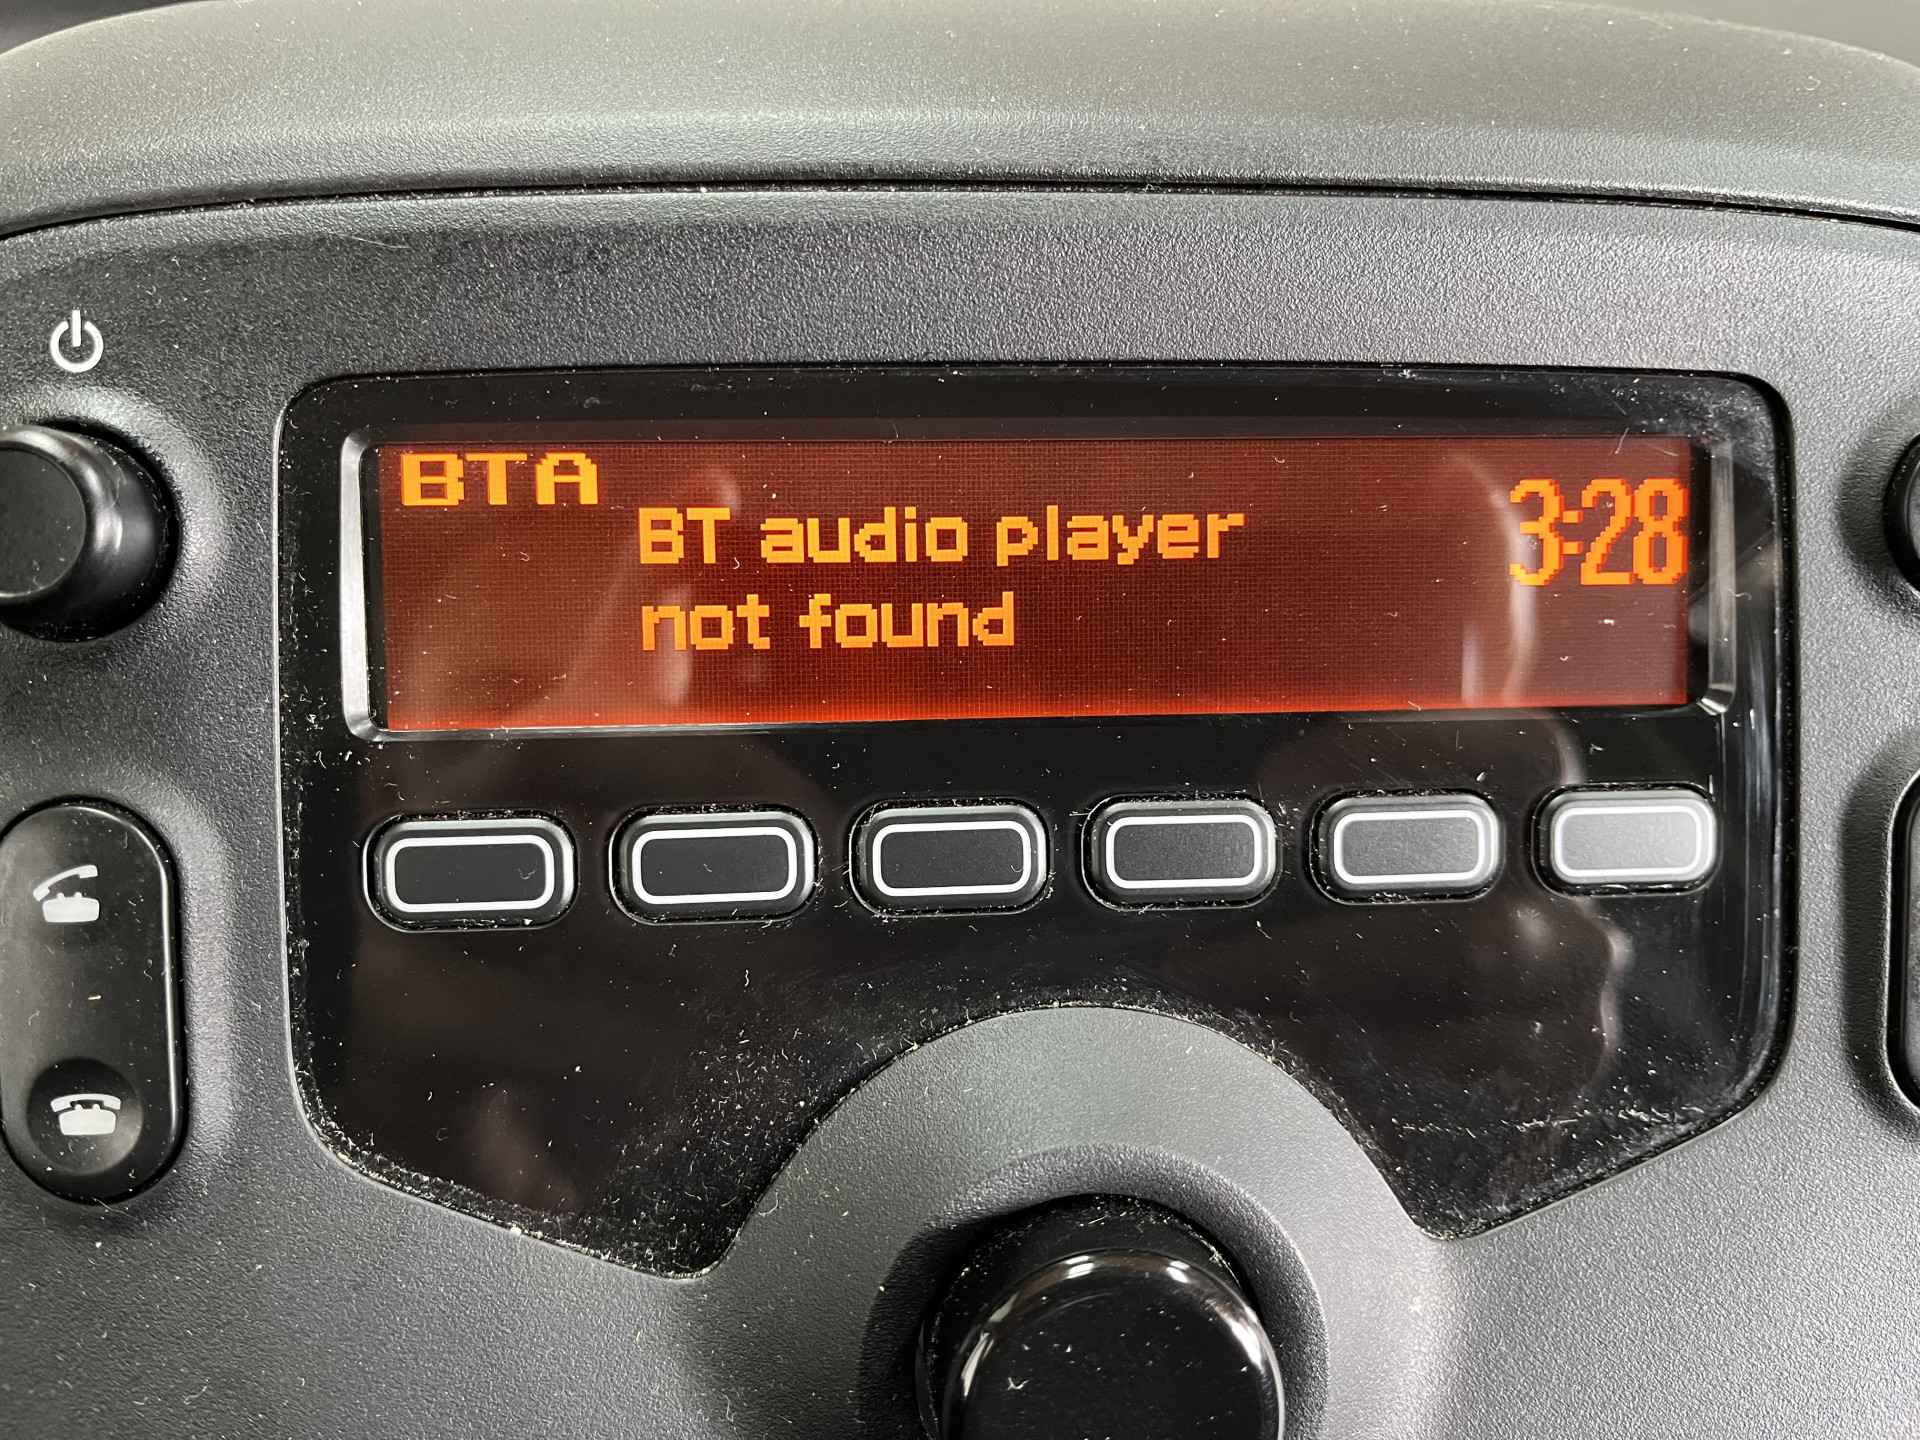 BTA
BT audio player
not found
3:28